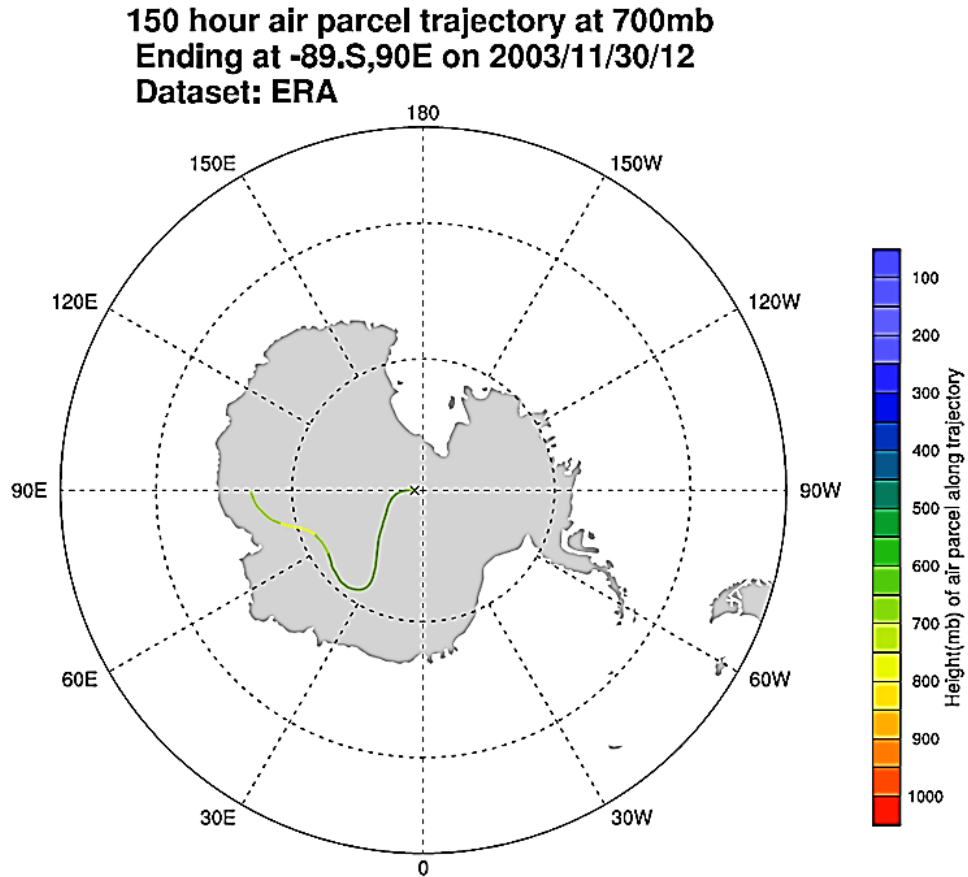 150 hour air parcel trajectory at 700mb
Ending at -89.S,90E on 2003/11/30/12
Dataset: ERA
180
150E
150W
120E
120W
90E
90W
60E
60W
30E
30W
0
100
200
300
400
500
600
700
800
900
1000
Height(mb) of air parcel along trajectory